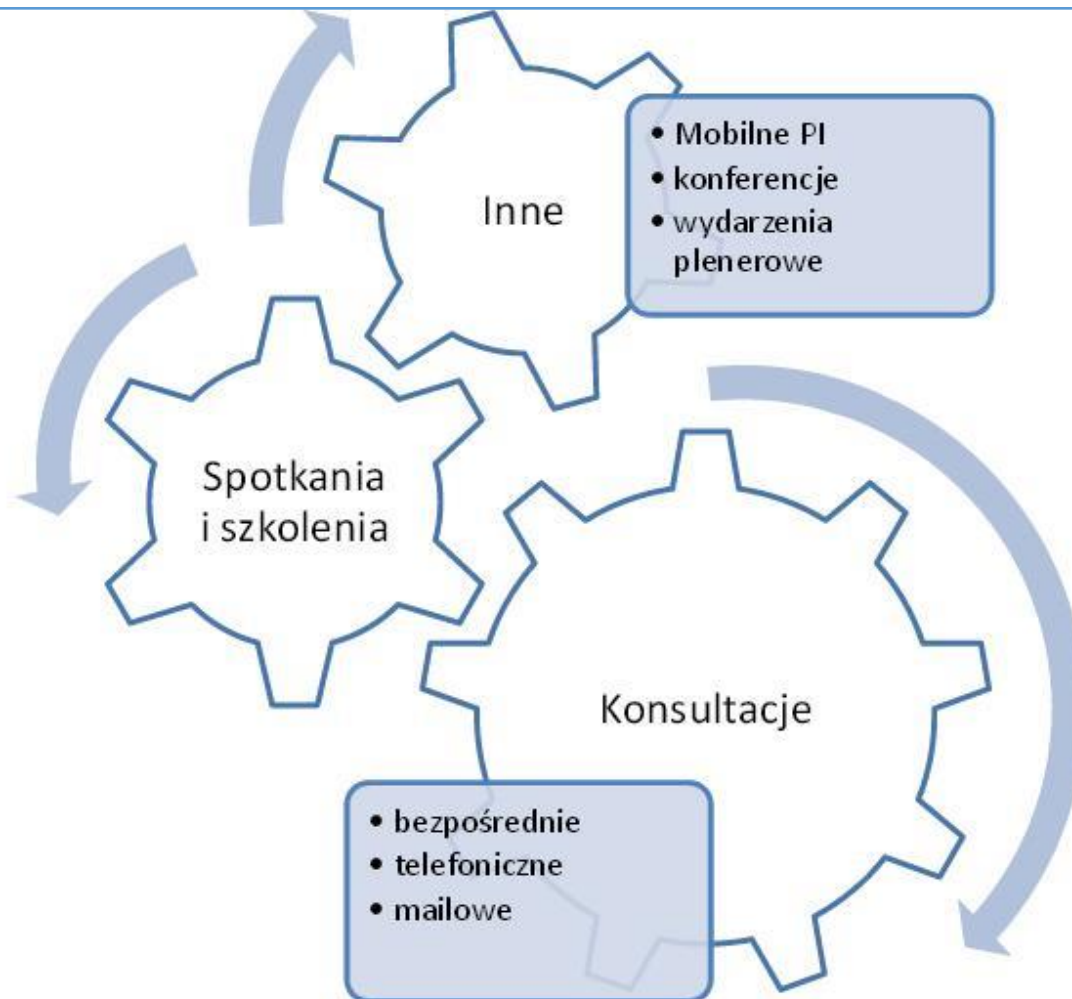 Inne
• Mobilne PI
• konferencje
• wydarzenia
plenerowe
Spotkania
i szkolenia
Konsultacje
• bezpośrednie
• telefoniczne
• mailowe